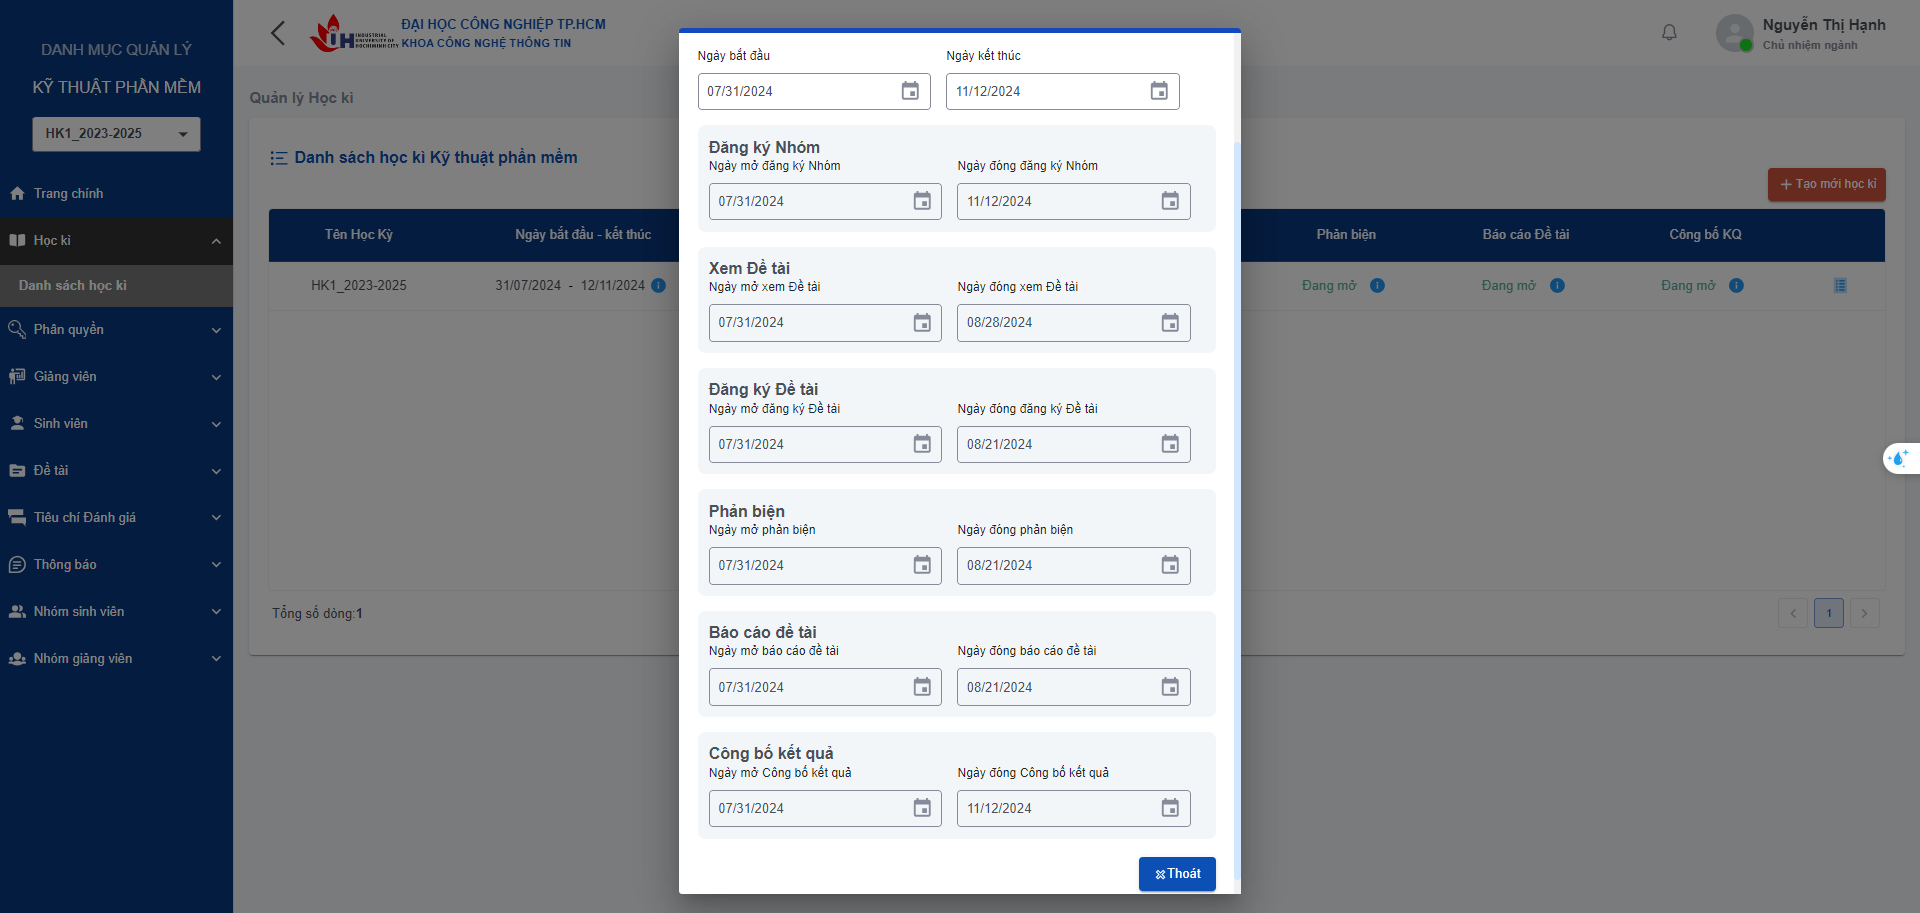 DANH MỤC QUẢN LÝ
KỸ THUẬT PHẦN MỀM
HK1_2023-2025
Trang chính
Học kì
Danh sách học kì
Phân quyền
Giảng viên
Sinh viên
Đề tài
Tiêu chí Đánh giá
Thông báo
Nhóm sinh viên
Nhóm giảng viên
IUH
INDUSTRIAL
UNIVERSITY OF
HOCHIMINH CITY
ĐẠI HỌC CÔNG NGHIỆP TP.HCM
KHOA CÔNG NGHỆ THÔNG TIN
Nguyễn Thị Hạnh
Chủ nhiệm ngành
Quản lý Học kì
Danh sách học kì Kỹ thuật phần mềm
Tạo mới học kì
Tên Học Kỳ
Ngày bắt đầu - kết thúc
Phản biện
Báo cáo Đề tài
Công bố KQ
HK1_2023-2025
31/07/2024 - 12/11/2024
Đang mở
Đang mở
Đang mở
Tổng số dòng:1
1
Ngày bắt đầu
Ngày kết thúc
07/31/2024
11/12/2024
Đăng ký Nhóm
Ngày mở đăng ký Nhóm
Ngày đóng đăng ký Nhóm
07/31/2024
11/12/2024
Xem Đề tài
Ngày mở xem Đề tài
Ngày đóng xem Đề tài
07/31/2024
08/28/2024
Đăng ký Đề tài
Ngày mở đăng ký Đề tài
Ngày đóng đăng ký Đề tài
07/31/2024
08/21/2024
Phản biện
Ngày mở phản biện
Ngày đóng phản biện
07/31/2024
08/21/2024
Báo cáo đề tài
Ngày mở báo cáo đề tài
Ngày đóng báo cáo đề tài
07/31/2024
08/21/2024
Công bố kết quả
Ngày mở Công bố kết quả
Ngày đóng Công bố kết quả
07/31/2024
11/12/2024
Thoát